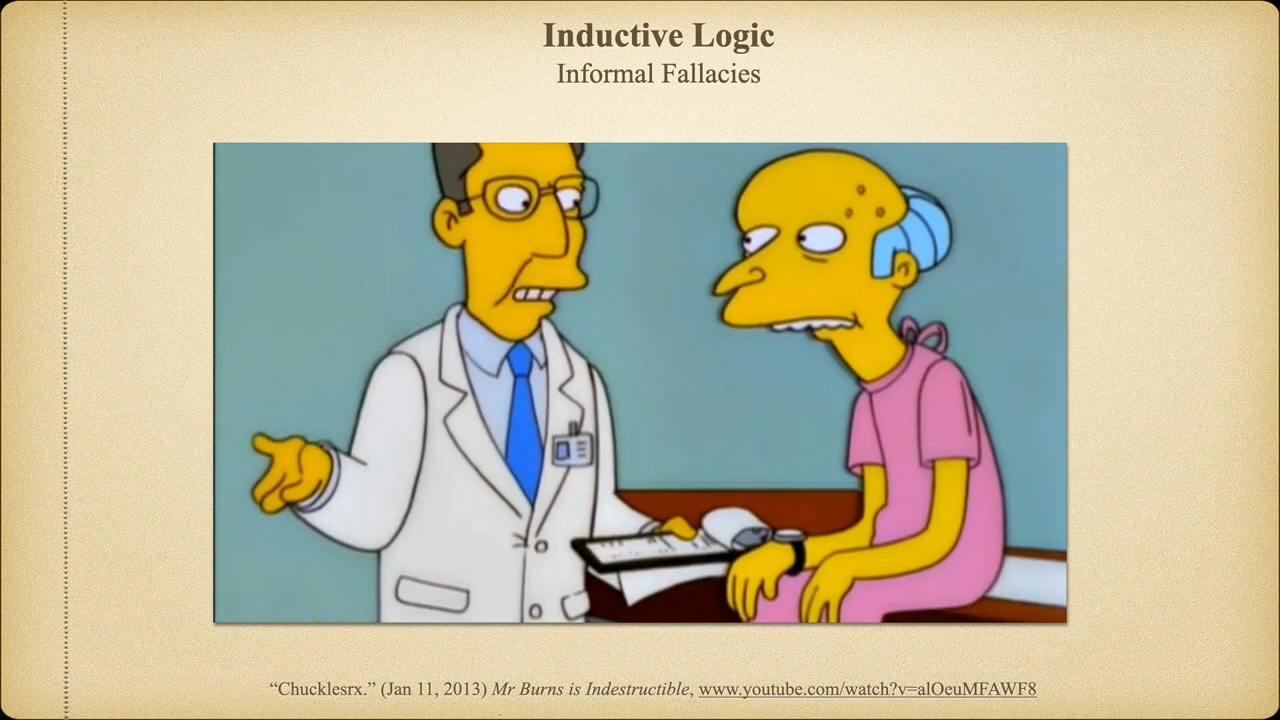 Inductive Logic
Informal Fallacies
“Chucklesrx.” (Jan 11, 2013) Mr Burns is Indestructible, www.youtube.com/watch?v=alOeuMFAWF8